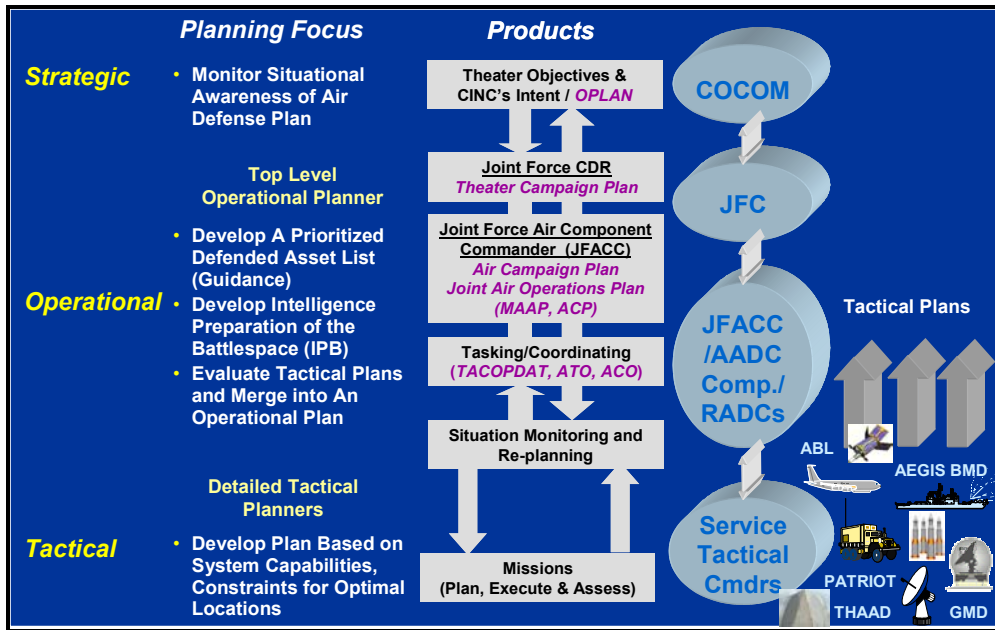 Planning Focus
Products
Strategic
• Monitor Situational
Awareness of Air
Defense Plan
Theater Objectives &
CINC's Intent / OPLAN
COCOM
Top Level
Operational Planner
Joint Force CDR
Theater Campaign Plan
JFC
Operational
• Develop A Prioritized
Defended Asset List
(Guidance)
• Develop Intelligence
Preparation of the
Battlespace (IPB)
• Evaluate Tactical Plans
and Merge into An
Operational Plan
Joint Force Air Component
Commander (JFACC)
Air Campaign Plan
Joint Air Operations Plan
(MAAP, ACP)
Tasking/Coordinating
(TACOPDAT, ATO, ACO)
Situation Monitoring and
Re-planning
JFACC
/AADC
Comp./
RADCs
Tactical Plans
ABL
AEGIS BMD
Detailed Tactical
Planners
Tactical
• Develop Plan Based on
System Capabilities,
Constraints for Optimal
Locations
Missions
(Plan, Execute & Assess)
Service
Tactical
Cmdrs
PATRIOT
THAAD
GMD